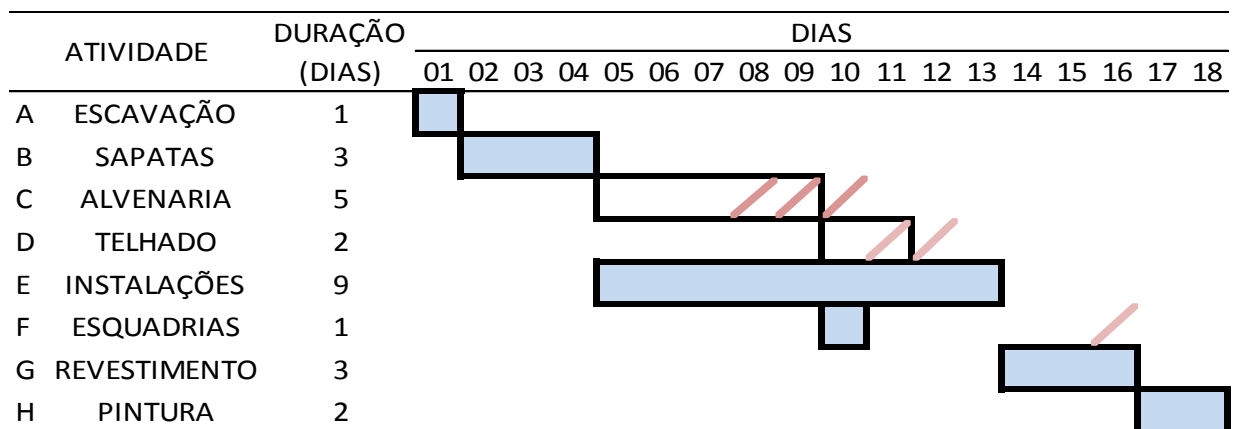 ATIVIDADE DURAÇÃO (DIAS) DIAS
01 02 03 04 05 06 07 08 09 10 11 12 13 14 15 16 17 18
A ESCAVAÇÃO 1
B SAPATAS 3
C ALVENARIA 5
D TELHADO 2
E INSTALAÇÕES 9
F ESQUADRIAS 1
G REVESTIMENTO 3
H PINTURA 2